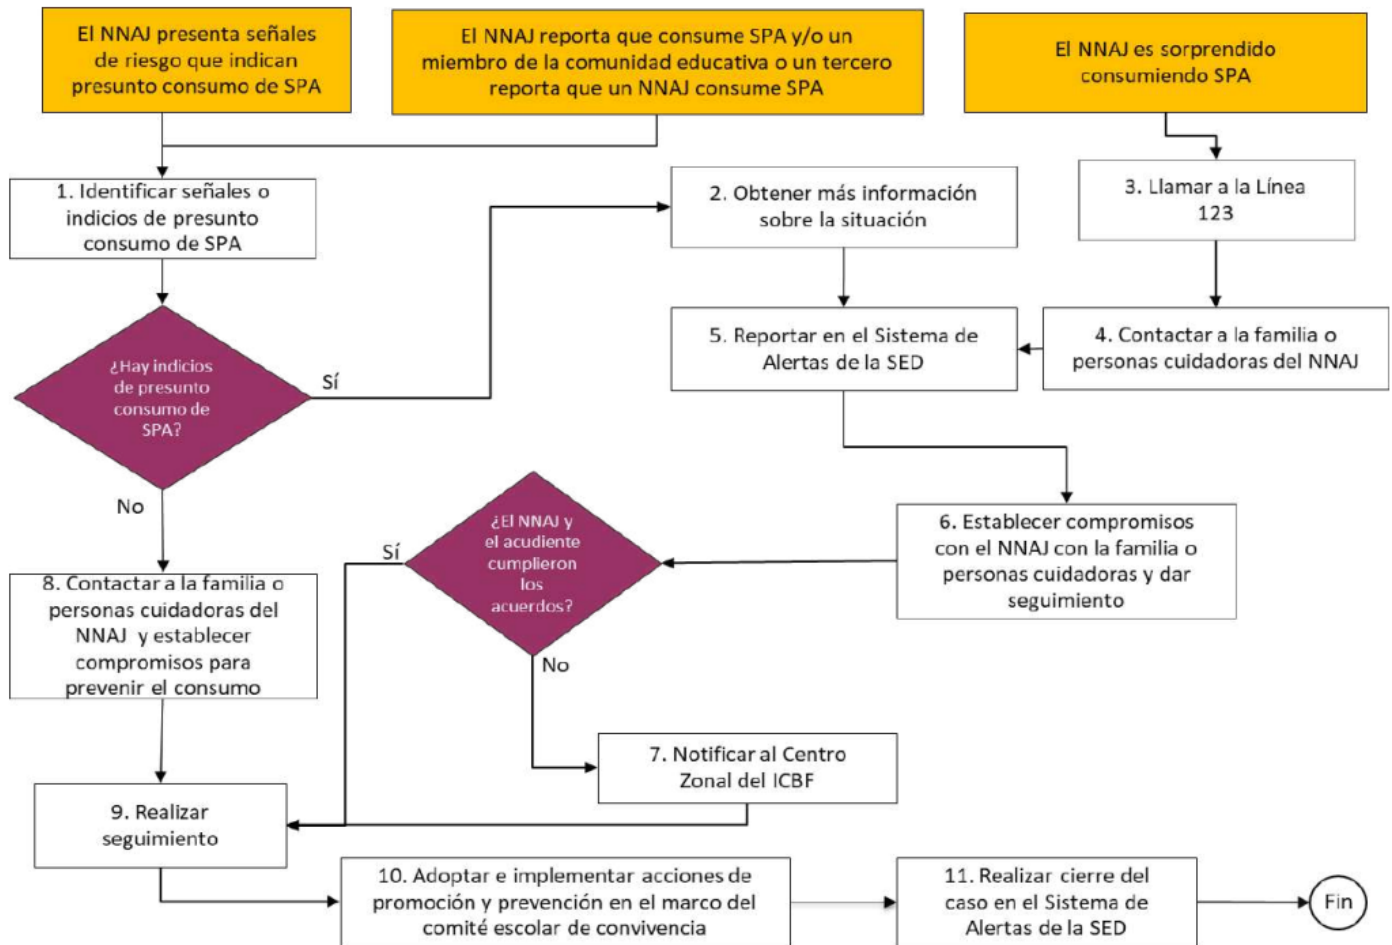 El NNAJ presenta señales
de riesgo que indican
presunto consumo de SPA
El NNAJ reporta que consume SPA y/o un
miembro de la comunidad educativa o un tercero
reporta que un NNAJ consume SPA
El NNAJ es sorprendido
consumiendo SPA
1. Identificar señales o
indicios de presunto
consumo de SPA
2. Obtener más información
sobre la situación
3. Llamar a la Línea
123
¿Hay indicios
de presunto
consumo de
SPA?
Sí
No
5. Reportar en el Sistema de
Alertas de la SED
4. Contactar a la familia o
personas cuidadoras del NNAJ
6. Establecer compromisos
con el NNAJ con la familia o
personas cuidadoras y dar
seguimiento
¿El NNAJ y
el acudiente
cumplieron
los
acuerdos?
Sí
No
8. Contactar a la familia o
personas cuidadoras del
NNAJ y establecer
compromisos para
prevenir el consumo
7. Notificar al Centro
Zonal del ICBF
9. Realizar
seguimiento
10. Adoptar e implementar acciones de
promoción y prevención en el marco del
comité escolar de convivencia
11. Realizar cierre del
caso en el Sistema de
Alertas de la SED
Fin